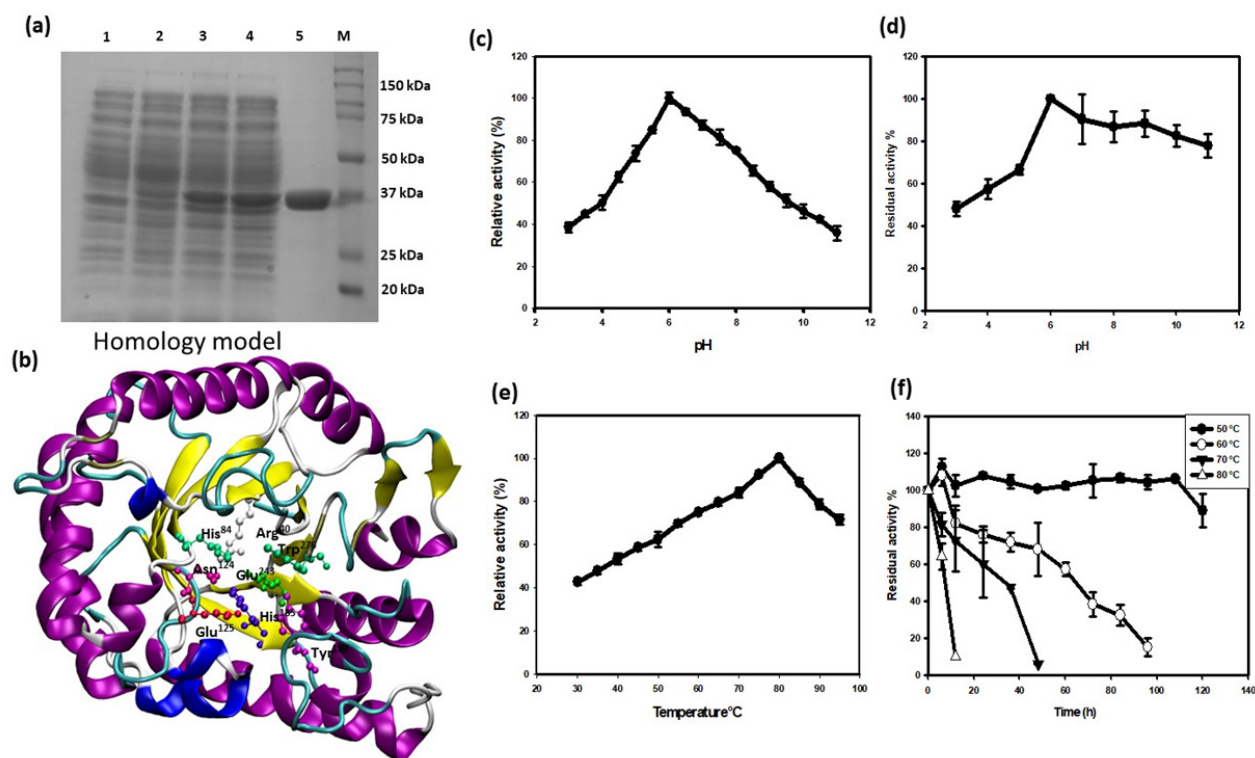 (a)
1 2 3 4 5 M
150 kDa
75 kDa
50 kDa
37 kDa
25 kDa
20 kDa
Homology model
(b)
His84
Arg
Trp
Asn124
Glu243
His
Glu125
Tyr
(c)
Relative activity (%)
120
100
80
60
40
20
0
2 4 6 8 10 12
pH
(d)
Residual activity %
120
100
80
60
40
20
0
2 4 6 8 10 12
pH
(e)
Relative activity (%)
120
100
80
60
40
20
0
20 30 40 50 60 70 80 90
Temperature°C
(f)
Residual activity %
140
120
100
80
60
40
20
0
0 20 40 60 80 100 120 140
Time (h)
50°C
60°C
70°C
80°C